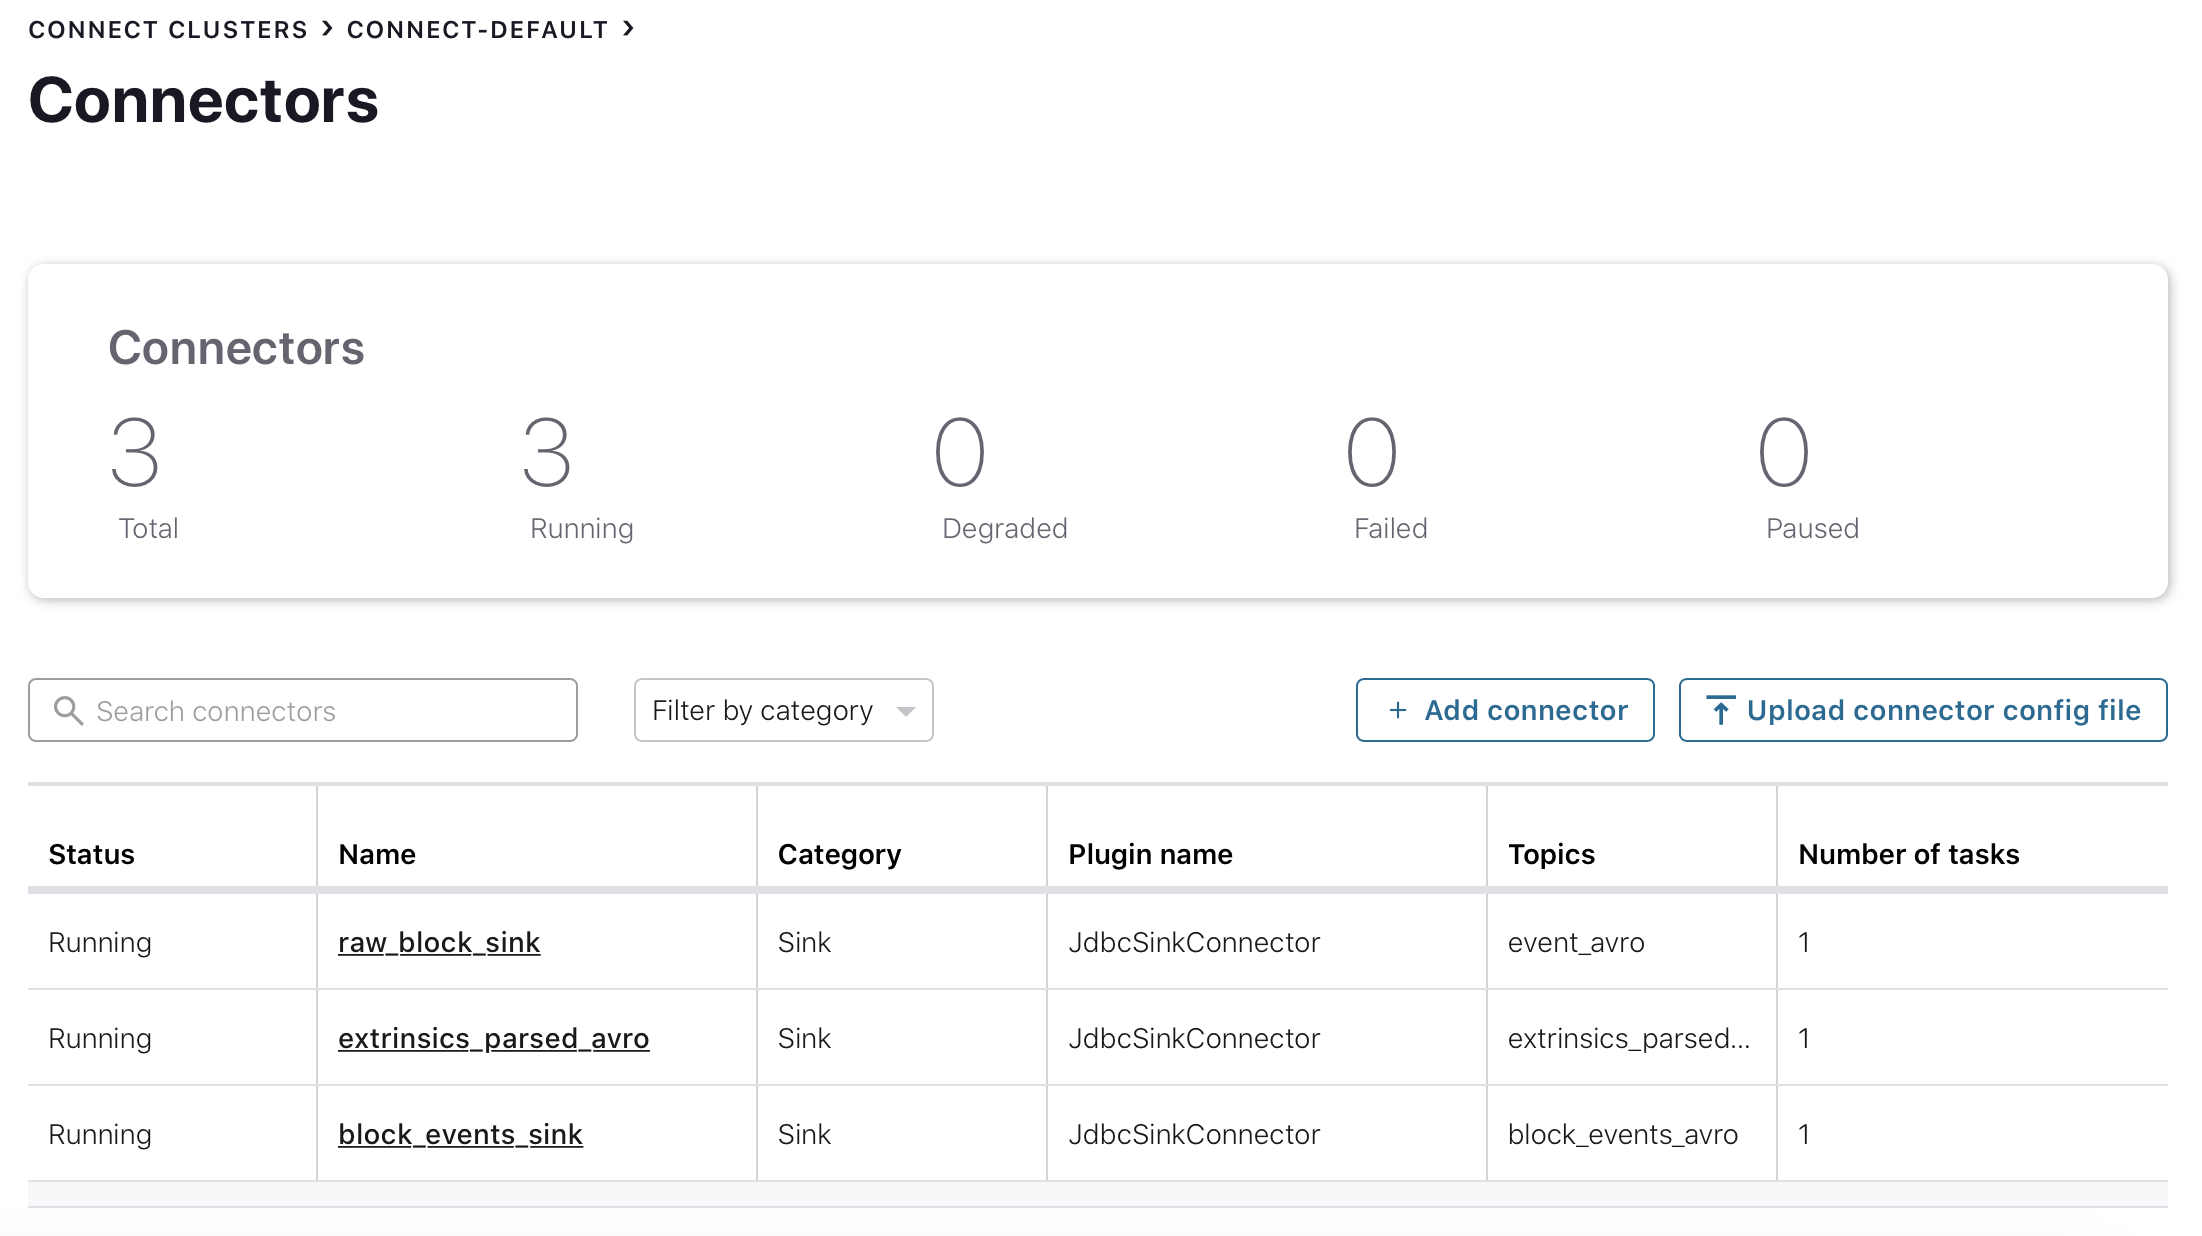 CONNECT CLUSTERS > CONNECT-DEFAULT >
Connectors
Connectors
3 3 0 0 0
Total Running Degraded Failed Paused
Search connectors Filter by category + Add connector Upload connector config file
Status Name Category Plugin name Topics Number of tasks
Running raw_block_sink Sink JdbcSinkConnector event_avro 1
Running extrinsics_parsed_avro Sink JdbcSinkConnector extrinsics_parsed... 1
Running block_events_sink Sink JdbcSinkConnector block_events_avro 1